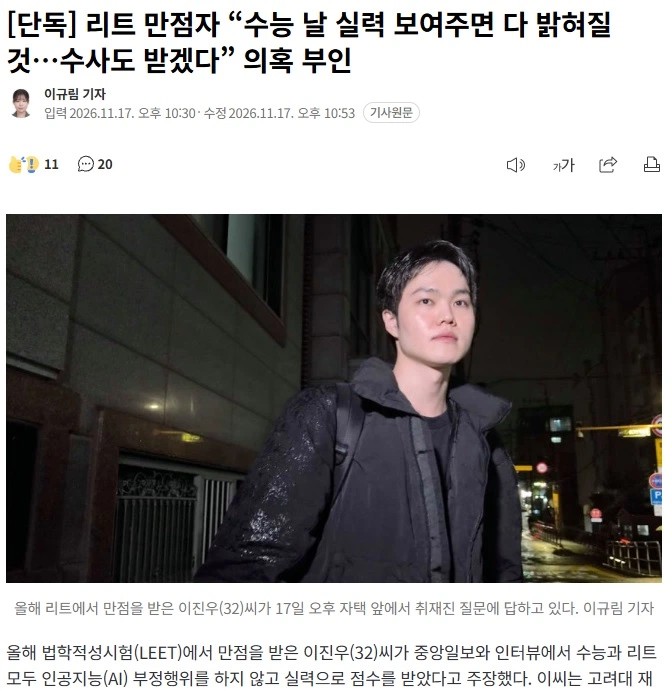 [단독] 리트 만점자 “수능 날 실력 보여주면 다 밝혀질
것…수사도 받겠다” 의혹 부인
이규림 기자
입력 2026.11.17. 오후 10:30 · 수정 2026.11.17. 오후 10:53 기사원문
11 20
가가
P
올해 리트에서 만점을 받은 이진우(32)씨가 17일 오후 자택 앞에서 취재진 질문에 답하고 있다. 이규림 기자
올해 법학적성시험(LEET)에서 만점을 받은 이진우(32)씨가 중앙일보와 인터뷰에서 수능과 리트
모두 인공지능(AI) 부정행위를 하지 않고 실력으로 점수를 받았다고 주장했다. 이씨는 고려대 재